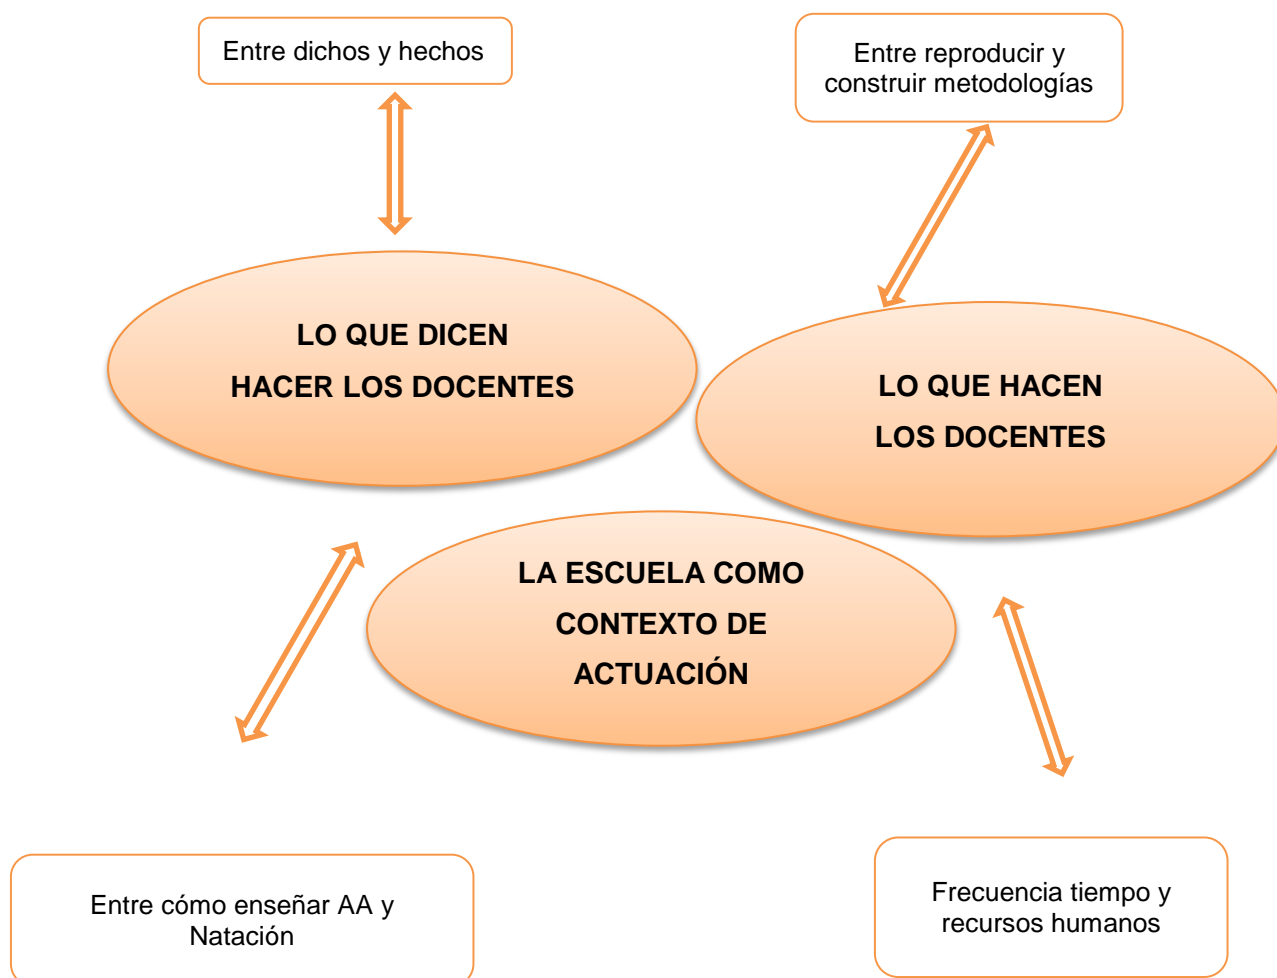 Entre dichos y hechos
Entre reproducir y
construir metodologías
LO QUE DICEN
HACER LOS DOCENTES
LO QUE HACEN
LOS DOCENTES
LA ESCUELA COMO
CONTEXTO DE
ACTUACIÓN
Entre cómo enseñar AA y
Natación
Frecuencia tiempo y
recursos humanos